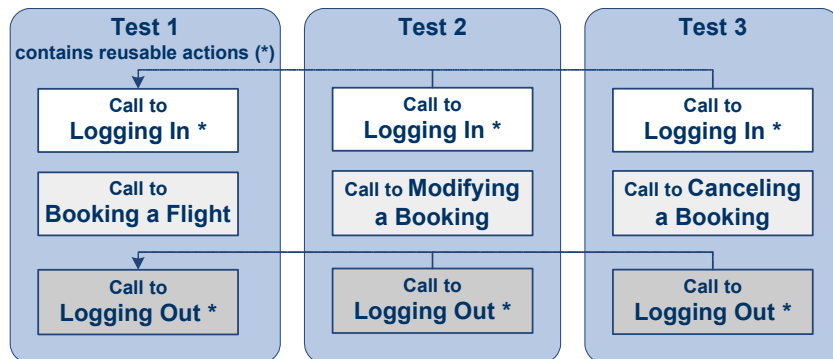 Test 1
contains reusable actions (*)
Call to
Logging In *
Call to
Booking a Flight
Call to
Logging Out *
Test 2
Call to
Logging In *
Call to Modifying
a Booking
Call to
Logging Out *
Test 3
Call to
Logging In *
Call to Canceling
a Booking
Call to
Logging Out *